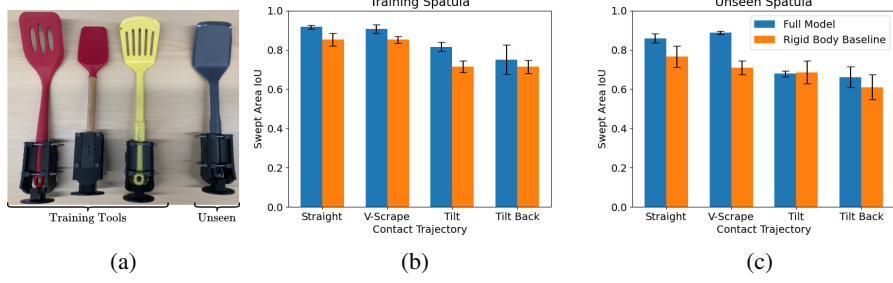 Training Spatula
Unseen Spatula
Full Model
Rigid Body Baseline
Swept Area IoU
1.0
0.8
0.6
0.4
0.2
0.0
Straight V-Scrape Tilt Tilt Back
Contact Trajectory
Swept Area IoU
1.0
0.8
0.6
0.4
0.2
0.0
Straight V-Scrape Tilt Tilt Back
Contact Trajectory
Training Tools Unseen
(a) (b) (c)